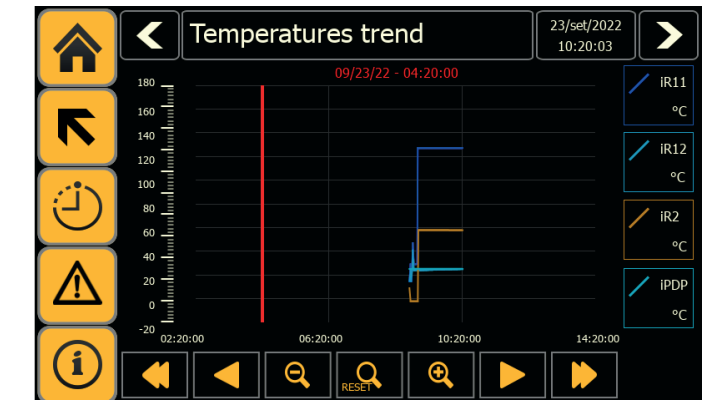 Temperatures trend
23/set/2022
10:20:03
09/23/22 - 04:20:00
180
160
140
120
100
80
60
40
20
0
-20
02:20:00
06:20:00
10:20:00
14:20:00
iR11
°C
iR12
°C
iR2
°C
iPDP
°C
RESET